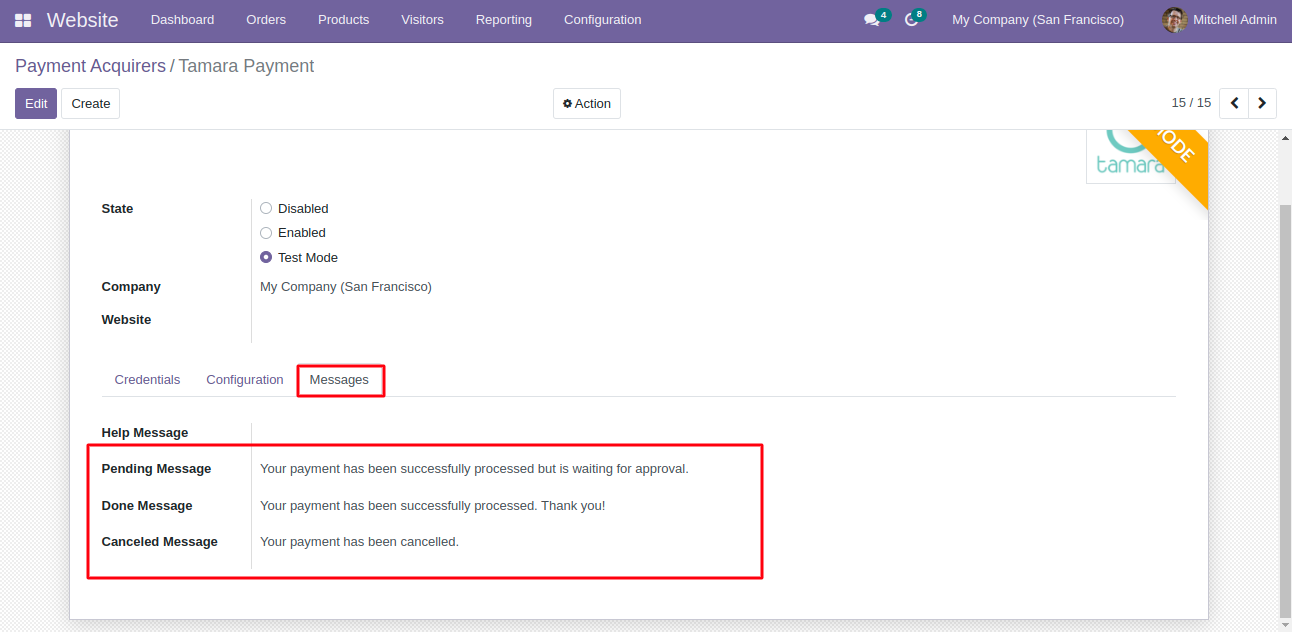 Website Dashboard Orders Products Visitors Reporting Configuration 4 8 My Company (San Francisco) Mitchell Admin
Payment Acquirers / Tamara Payment
Edit Create Action 15 / 15
tamara
State Disabled
Enabled
Test Mode
Company My Company (San Francisco)
Website
Credentials Configuration Messages
Help Message
Pending Message Your payment has been successfully processed but is waiting for approval.
Done Message Your payment has been successfully processed. Thank you!
Canceled Message Your payment has been cancelled.